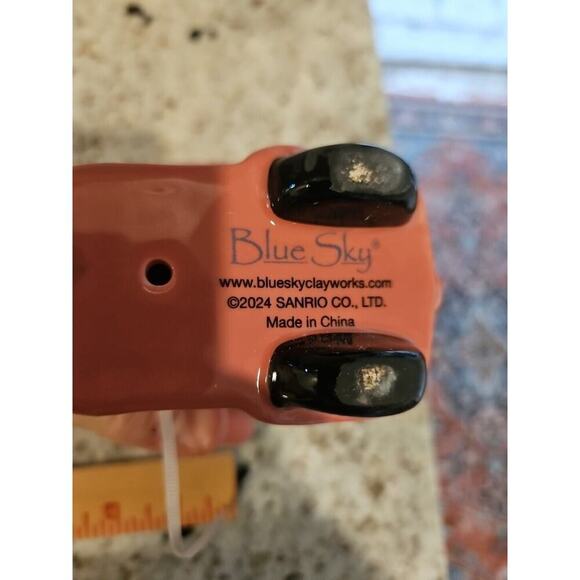 Blue Sky®
www.blueskyclayworks.com
©2024 SANRIO CO., LTD.
Made in China